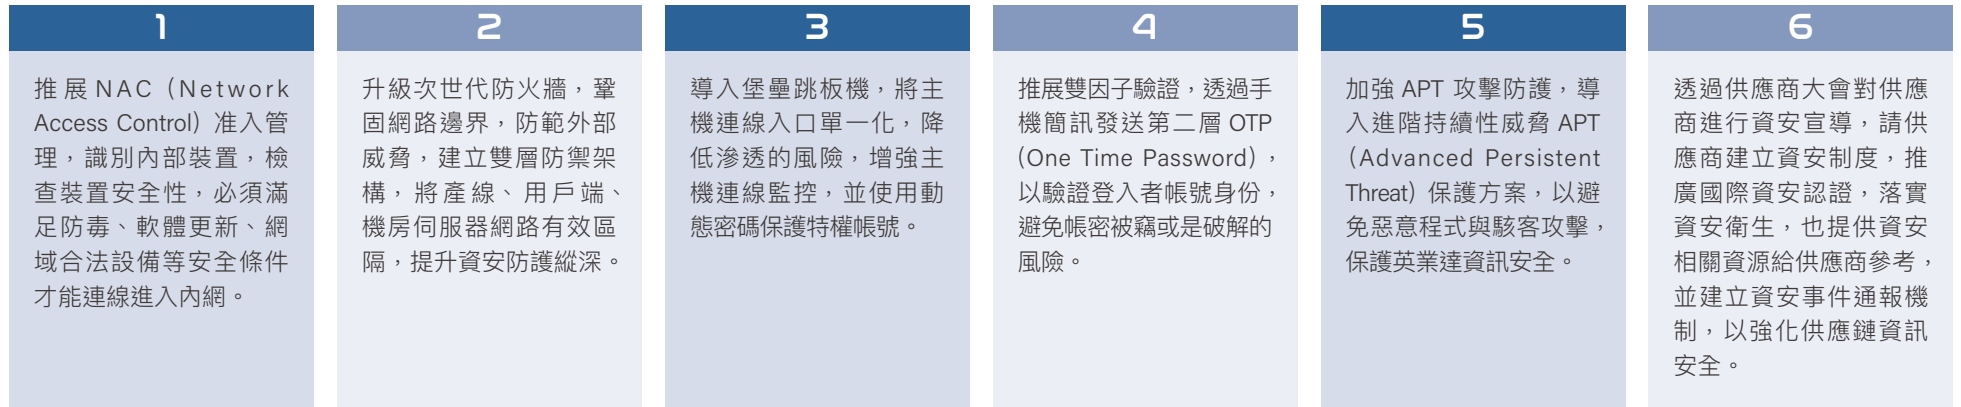 1
推展 NAC（Network
Access Control）准入管
理，識別內部裝置，檢
查裝置安全性，必須滿
足防毒、軟體更新、網
域合法設備等安全條件
才能連線進入內網。
2
升級次世代防火牆，鞏
固網路邊界，防範外部
威脅，建立雙層防禦架
構，將產線、用戶端、
機房伺服器網路有效區
隔，提升資安防護縱深。
3
導入堡壘跳板機，將主
機連線入口單一化，降
低滲透的風險，增強主
機連線監控，並使用動
態密碼保護特權帳號。
4
推展雙因子驗證，透過手
機簡訊發送第二層 OTP
（One Time Password），
以驗證登入者帳號身份，
避免帳密被竊或是破解的
風險。
5
加強 APT 攻擊防護，導
入進階持續性威脅 APT
（Advanced Persistent
Threat）保護方案，以避
免惡意程式與駭客攻擊，
保護英業達資訊安全。
6
透過供應商大會對供應
商進行資安宣導，請供
應商建立資安制度，推
廣國際資安認證，落實
資安衛生，也提供資安
相關資源給供應商參考，
並建立資安事件通報機
制，以強化供應鏈資訊
安全。